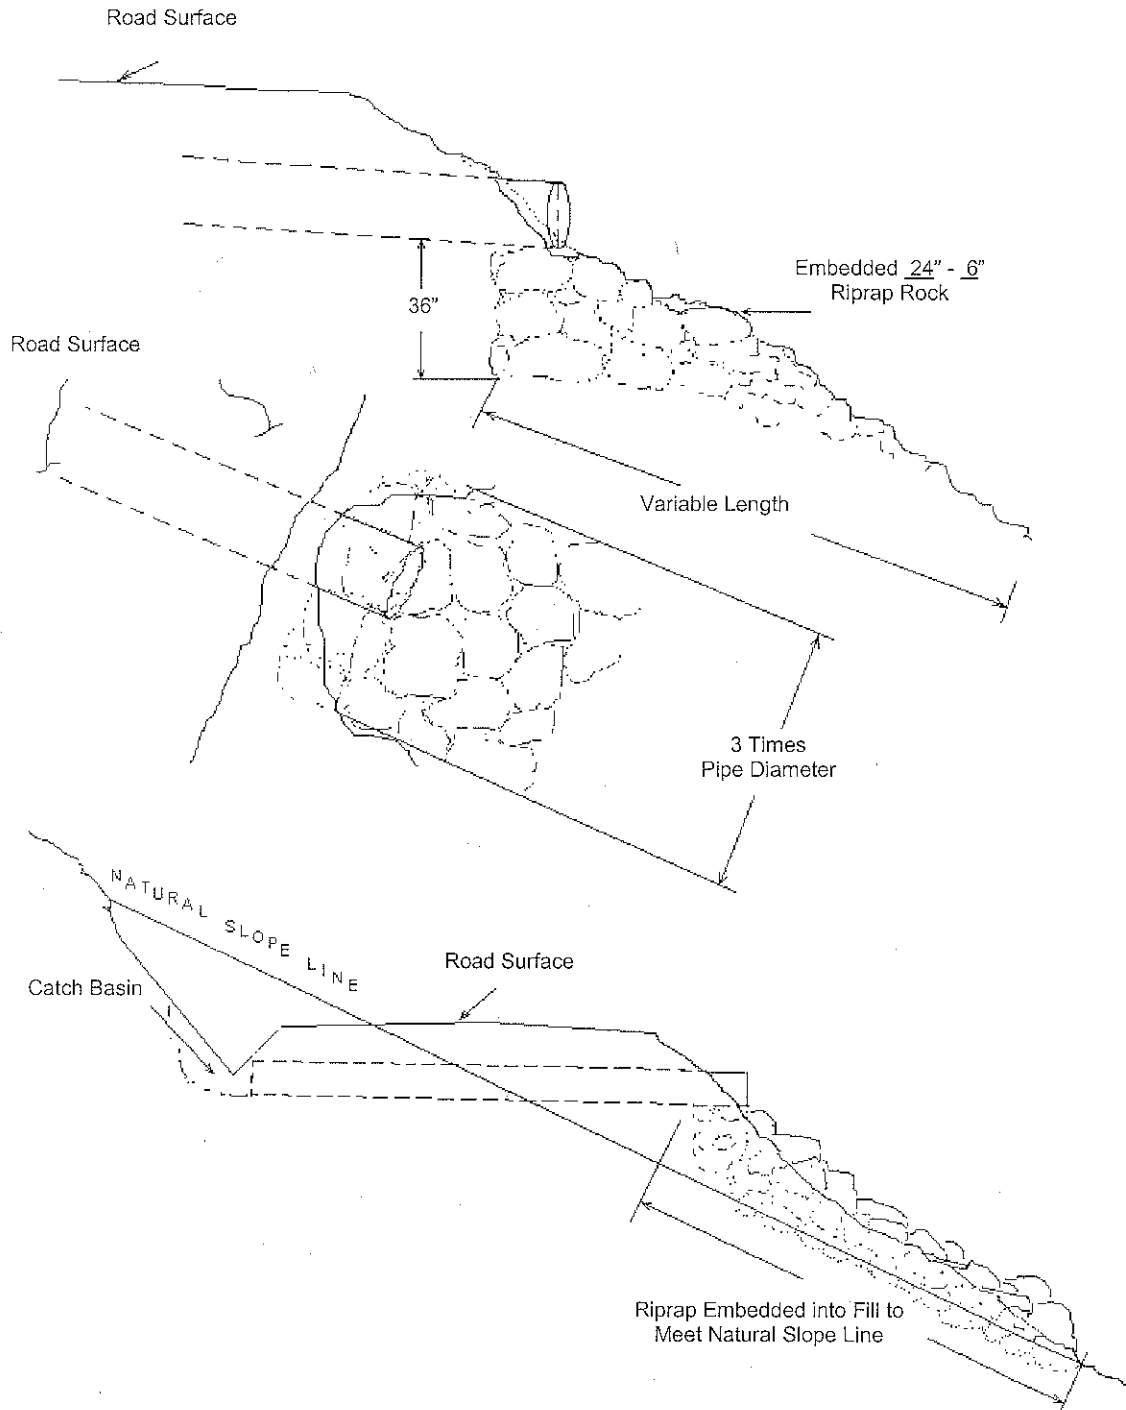 Road Surface
Embedded 24" - 6"
Riprap Rock
36"
Road Surface
Variable Length
3 Times
Pipe Diameter
NATURAL SLOPE LINE
Road Surface
Catch Basin
Riprap Embedded into Fill to
Meet Natural Slope Line